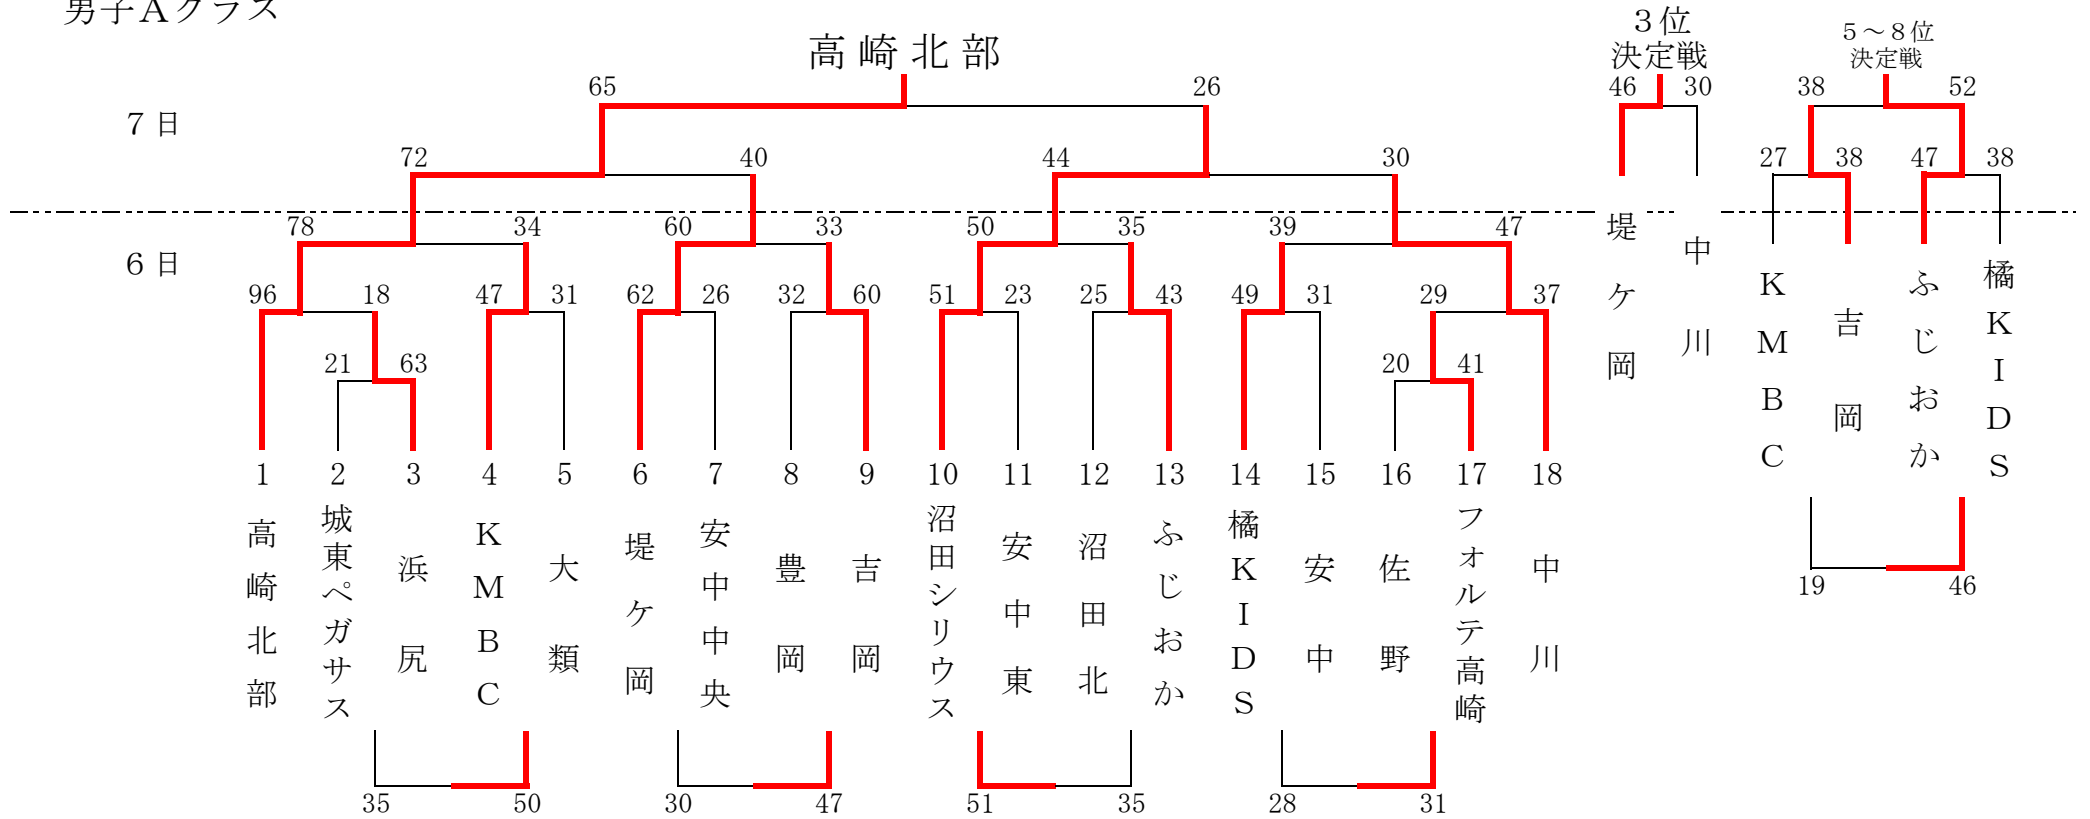 男子Aクラス
高崎北部
３位
決定戦
５～８位
決定戦
65 26 46 30 38 52
７日
72 40 44 30 27 38 47 38
78 34 60 33 50 35 39 47
６日
96 18 47 31 62 26 32 60 51 23 25 43 49 31 29 37
21 63 20 41
堤ケ岡
中川
KMBC
吉岡
ふじおか
橘KIDS
1 2 3 4 5 6 7 8 9 10 11 12 13 14 15 16 17 18
高崎北部
城東ペガサス
浜尻
KMBC
大類
堤ケ岡
安中中央
豊岡
吉岡
沼田シリウス
安中東
沼田北
ふじおか
橘KIDS
安中
佐野
フォルテ高崎
中川
19 46
35 50 30 47 51 35 28 31